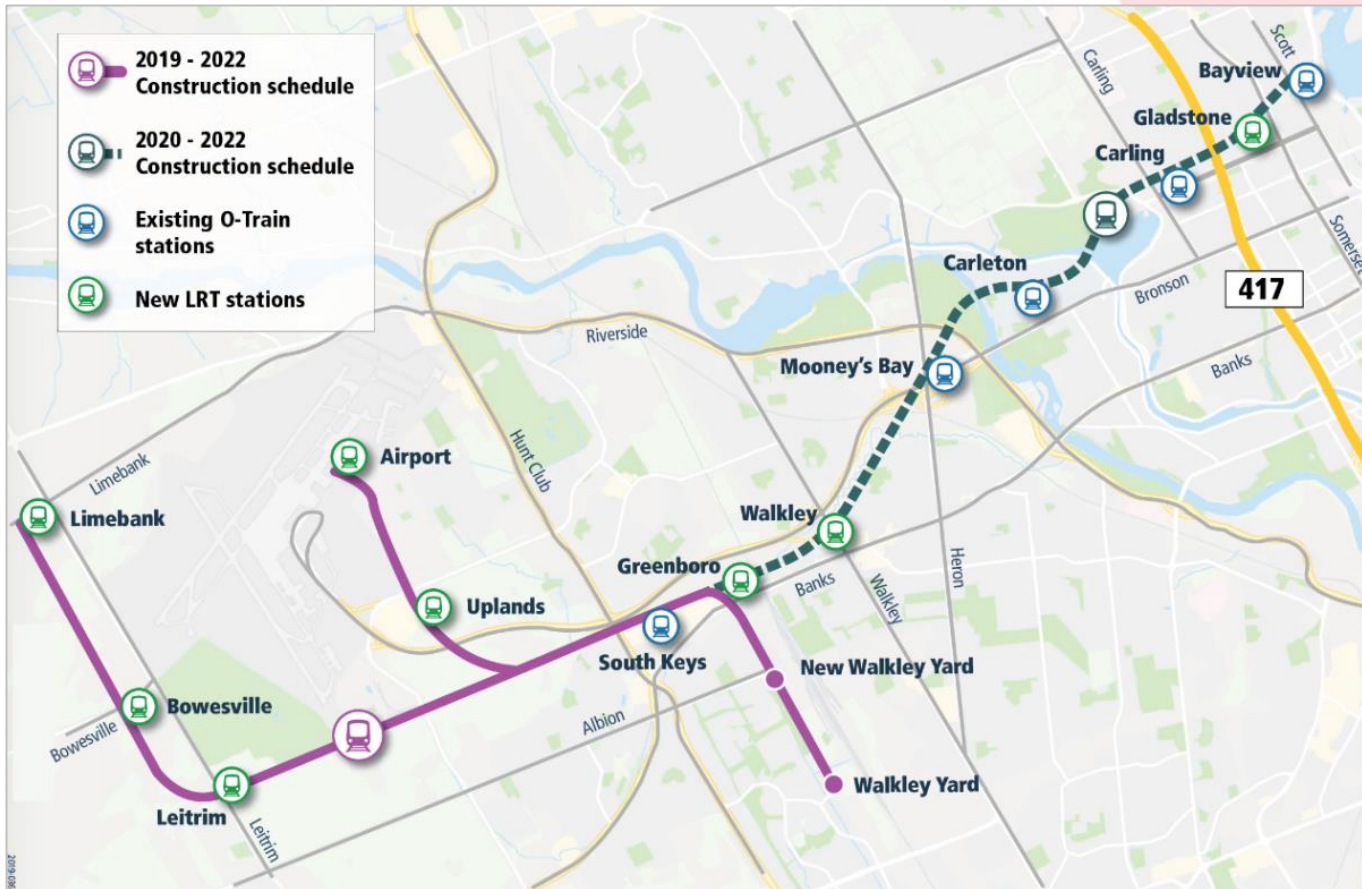 2019 - 2022
Construction schedule
2020 - 2022
Construction schedule
Existing O-Train
stations
New LRT stations
Scott
Bayview
Carling
Gladstone
Carling
Somerset
Carleton
Bronson
417
Riverside
Banks
Mooney's Bay
Hunt Club
Limebank
Airport
Limebank
Walkley
Greenboro
Banks
Heron
Walkley
Uplands
South Keys
New Walkley Yard
Bowesville
Albion
Bowesville
Walkley Yard
Leitrim
Leitrim